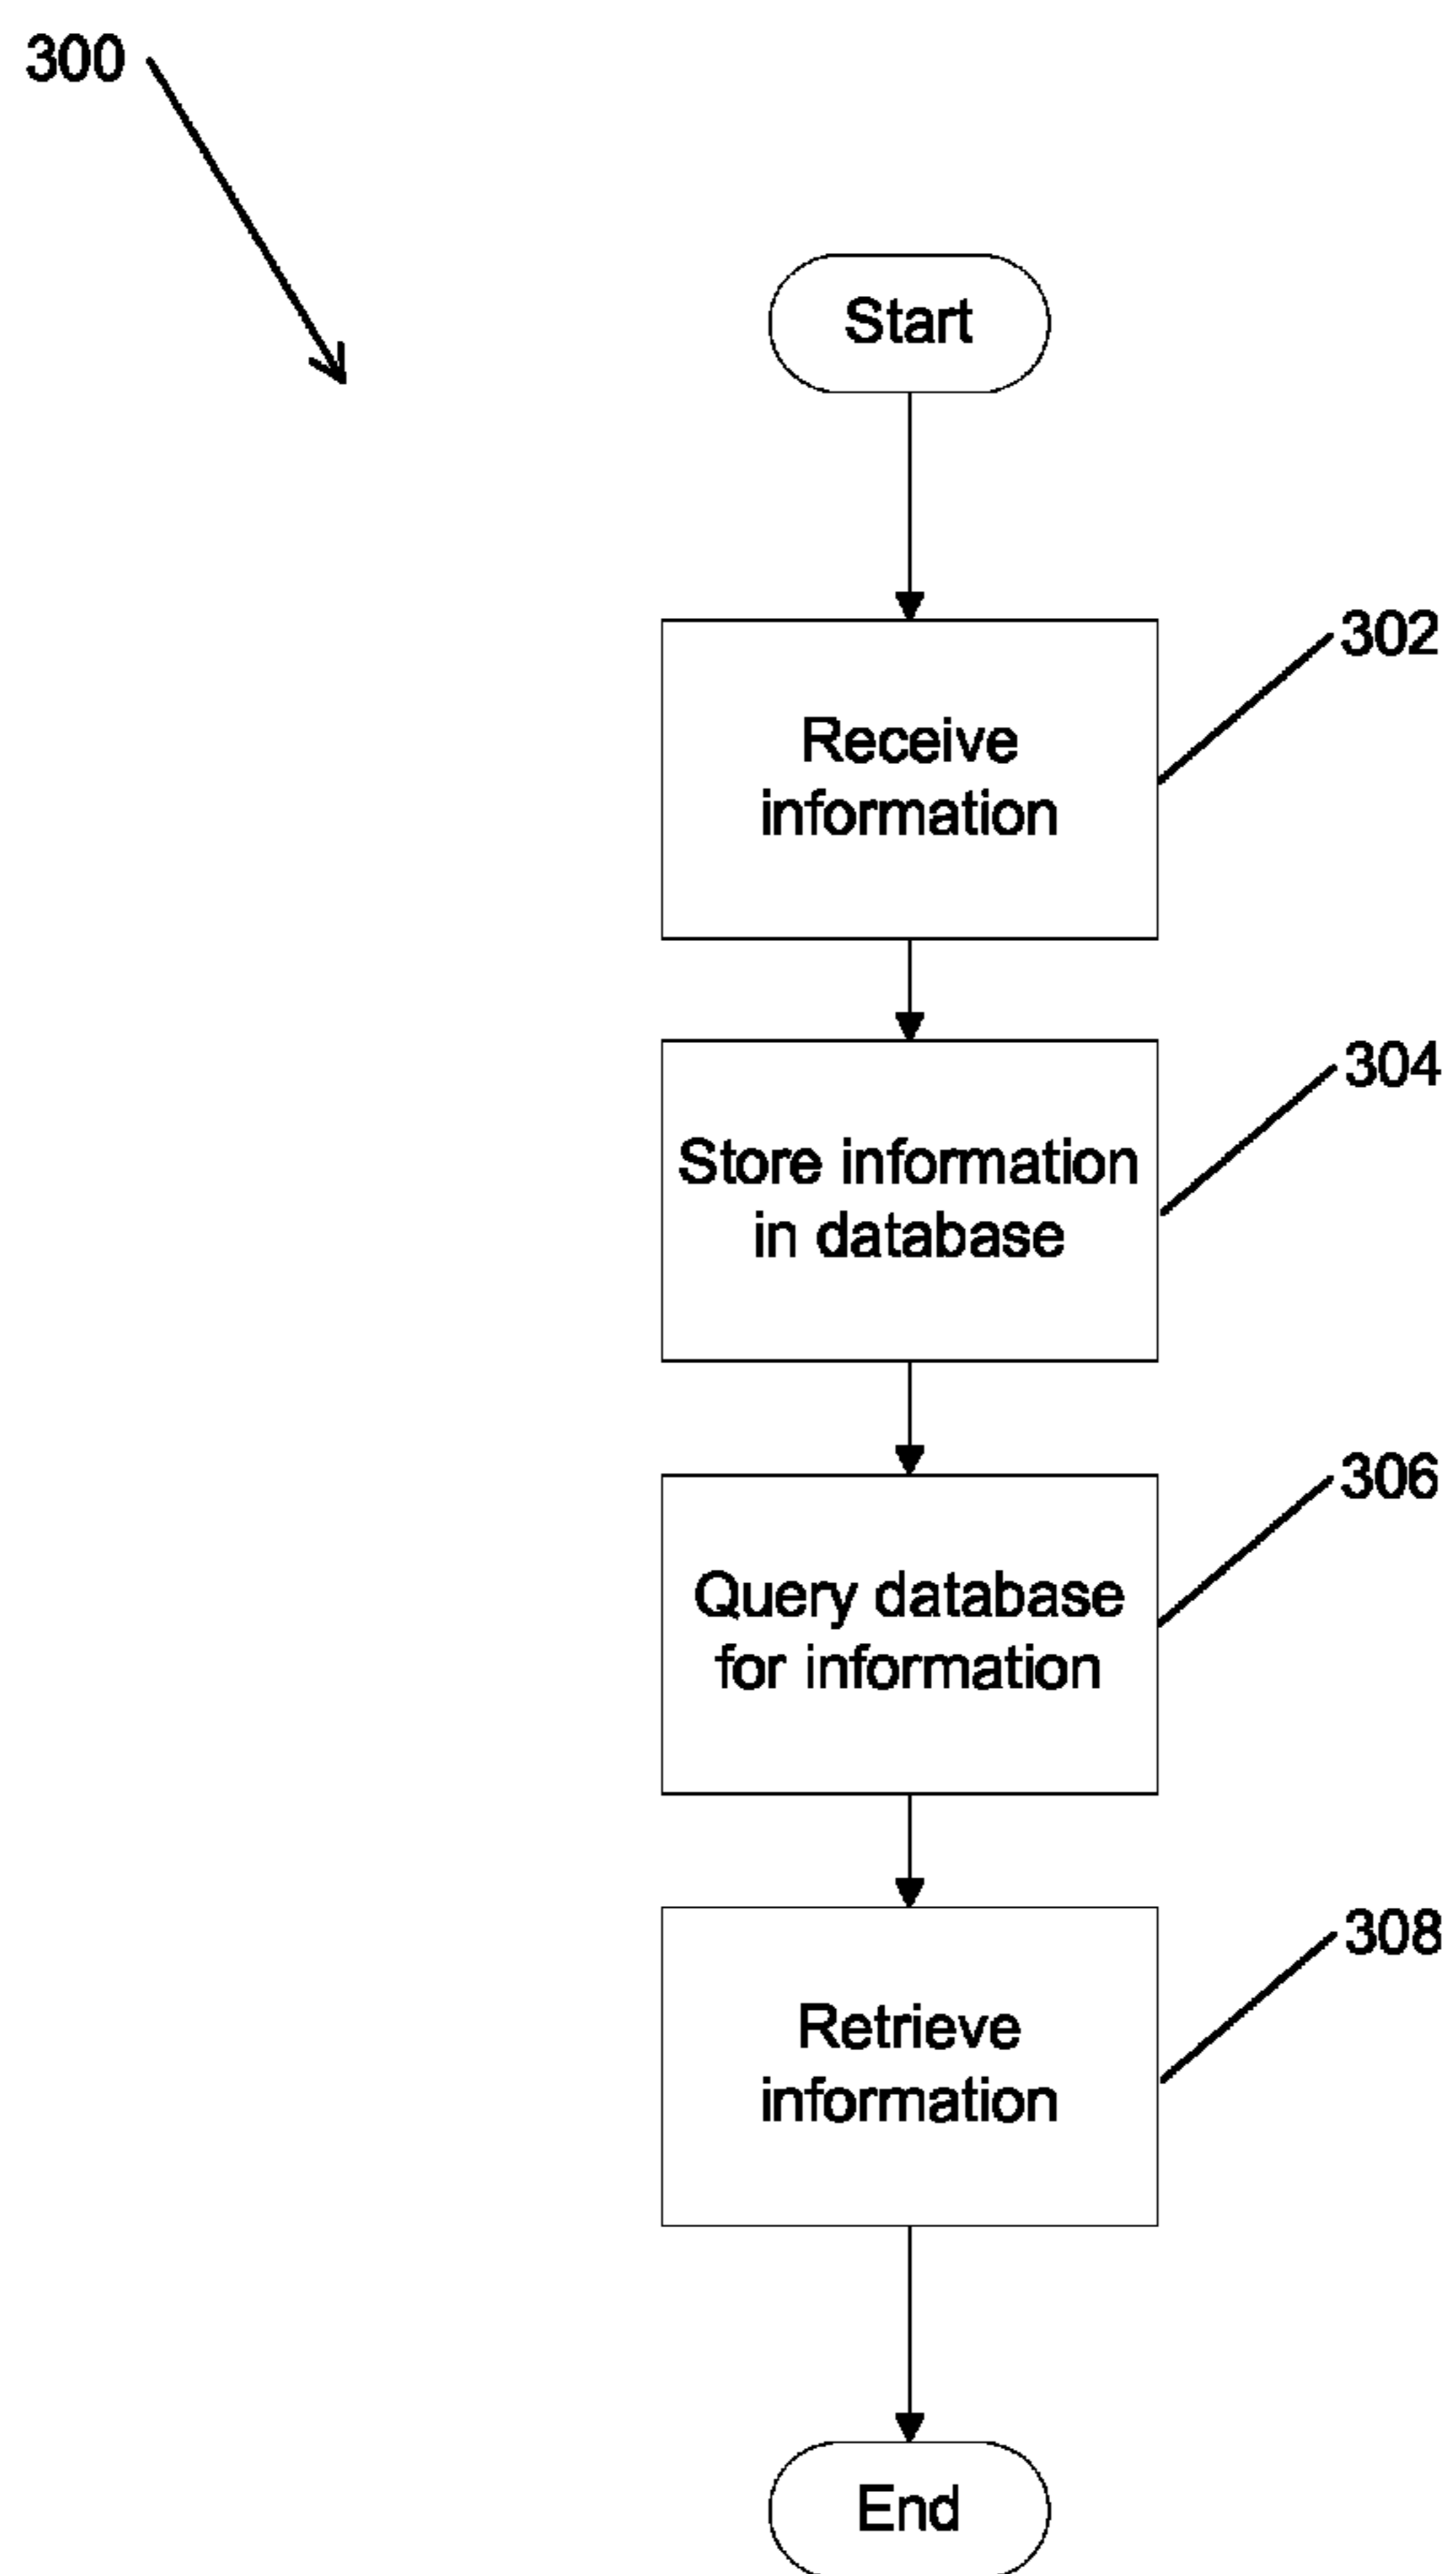 300
Start
302
Receive
information
304
Store information
in database
306
Query database
for information
308
Retrieve
information
End